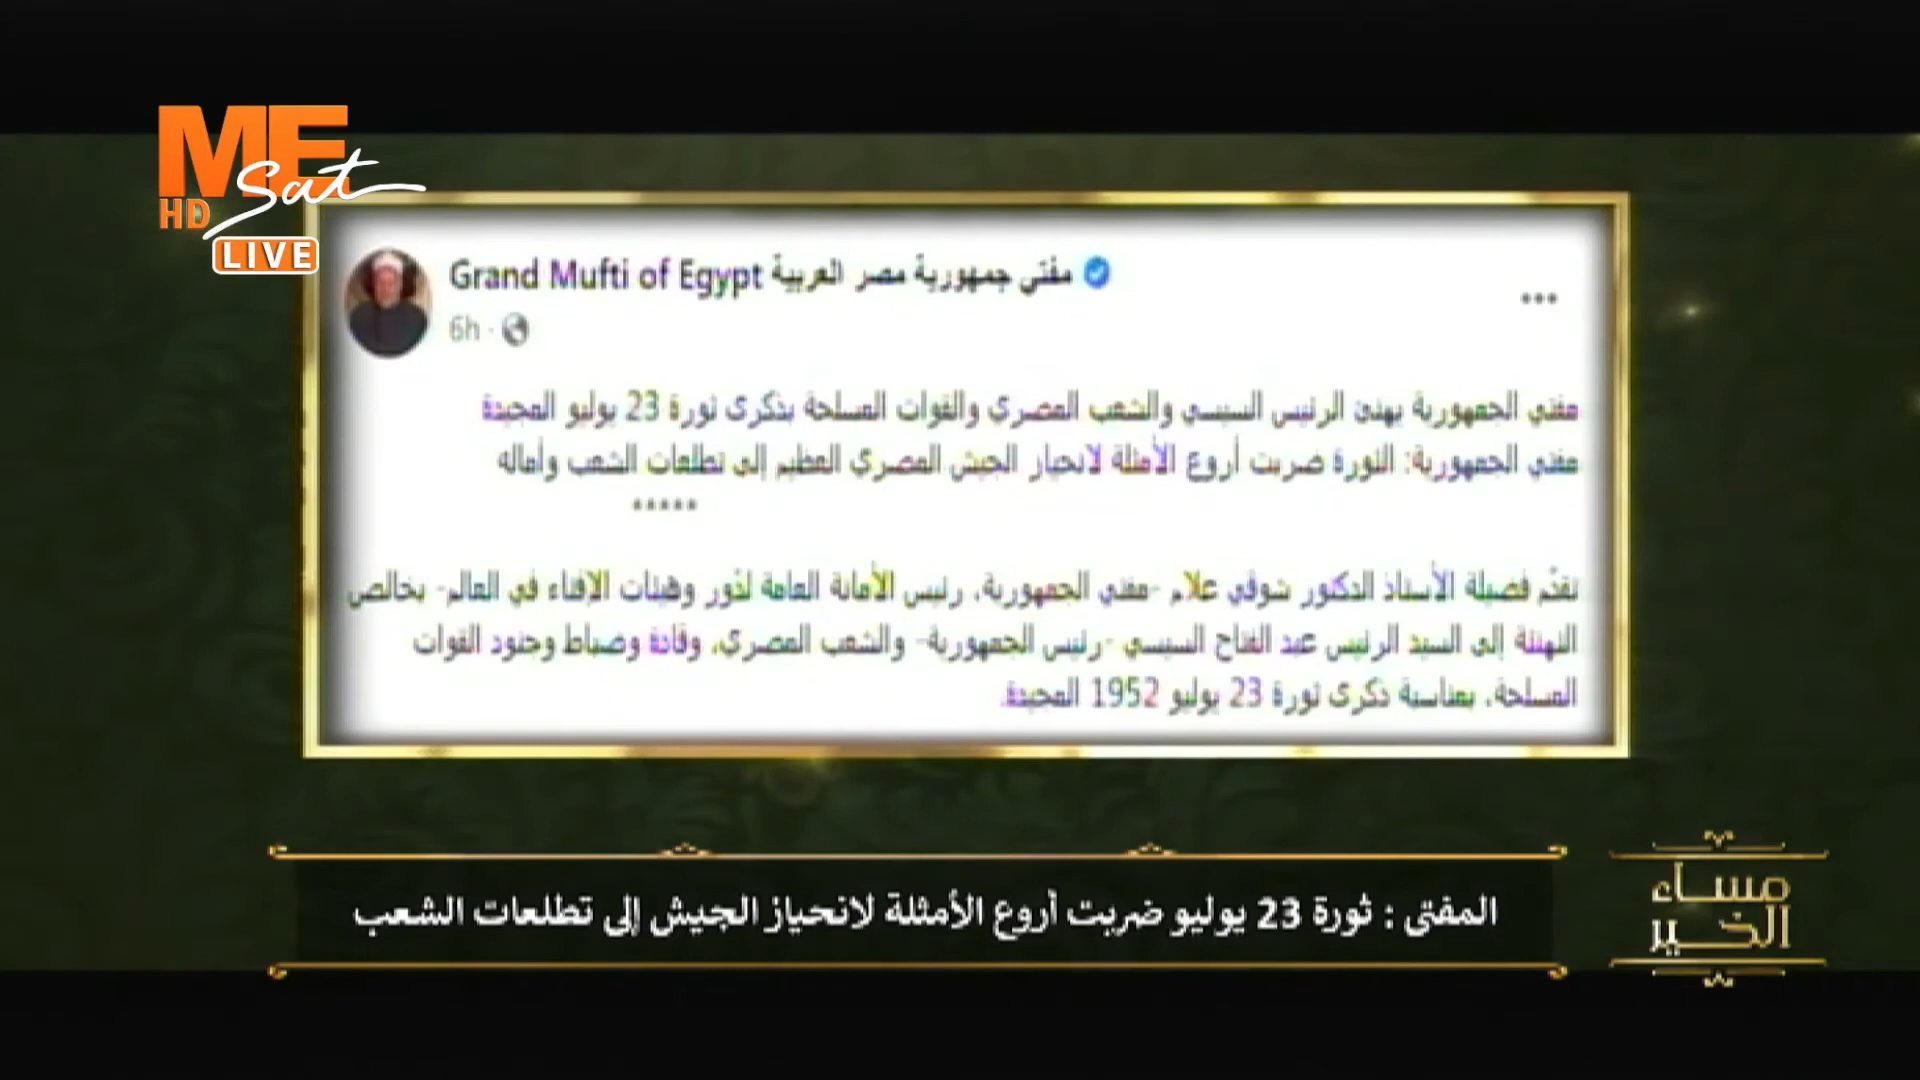 ME
Sat
HD
LIVE
Grand Mufti of Egypt مفتي جمهورية مصر العربية
6h
مفتي الجمهورية يهنئ الرئيس السيسي والشعب المصري والقوات المسلحة بذكرى ثورة 23 يوليو المجيدة
مفتي الجمهورية: الثورة ضربت أروع الأمثلة لانحياز الجيش المصري العظيم إلى تطلعات الشعب وآماله
*****
تقدَّم فضيلة الأستاذ الدكتور شوقي علام -مفتي الجمهورية، رئيس الأمانة العامة لدُور وهيئات الإفتاء في العالم- بخالص
التهنئة إلى السيد الرئيس عبد الفتاح السيسي -رئيس الجمهورية- والشعب المصري، وقادة وضباط وجنود القوات
المسلحة، بمناسبة ذكرى ثورة 23 يوليو 1952 المجيدة.
المفتى : ثورة 23 يوليو ضربت أروع الأمثلة لانحياز الجيش إلى تطلعات الشعب
مساء
الخير